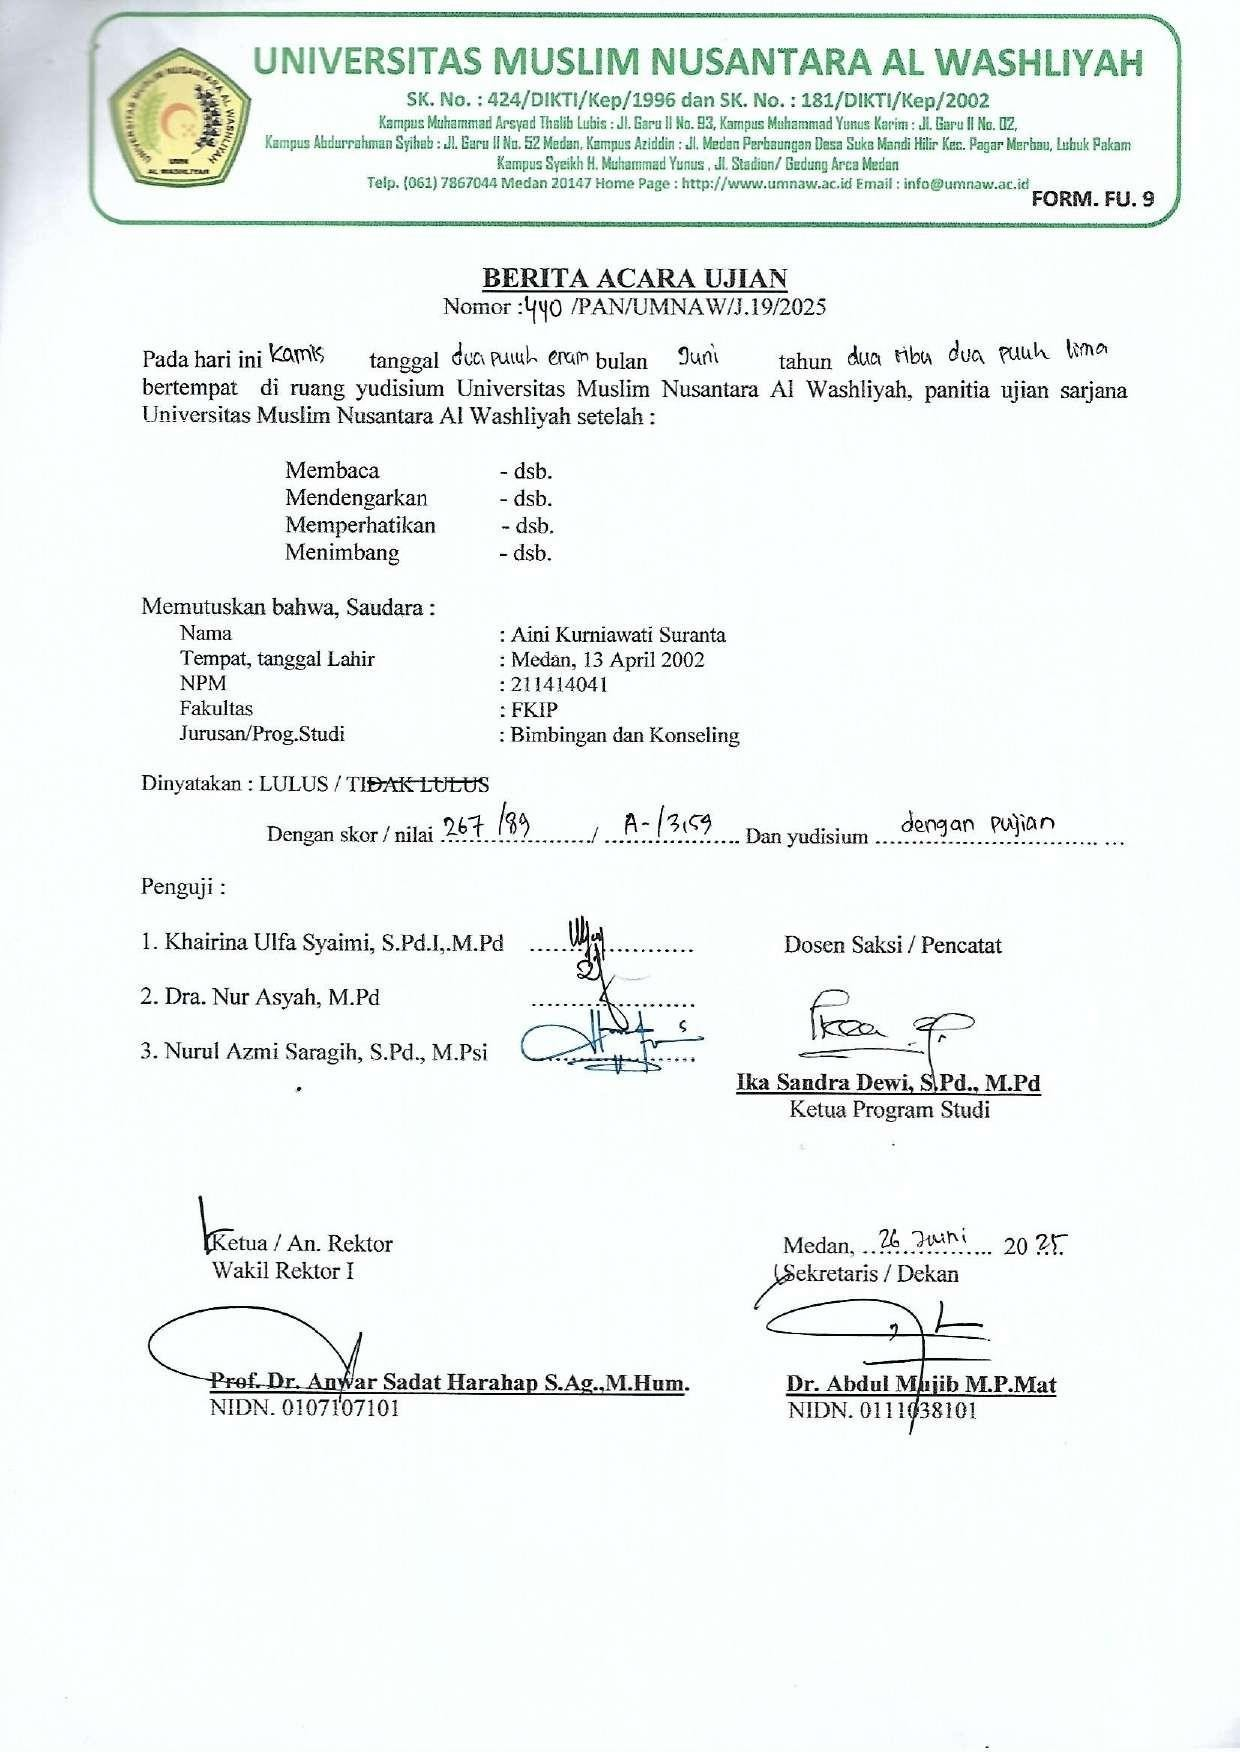 UNIVERSITAS MUSLIM NUSANTARA AL WASHLIYAH
SK. No. : 424/DIKTI/Kep/1996 dan SK. No. : 181/DIKTI/Kep/2002
Kampus Muhammad Arsyad Thalib Lubis : Jl. Garu II No. 93, Kampus Muhammad Yunus Karim : Jl. Garu II No. 02,
Kampus Abdurrahman Syihab : Jl. Garu II No. 52 Medan, Kampus Aziddin : Jl. Medan Perbaungan Desa Suka Mandi Hilir Kec. Pagar Merbau, Lubuk Pakam
Kampus Syeikh H. Muhammad Yunus , Jl. Stadion/ Gedung Arca Medan
Telp. (061) 7867044 Medan 20147 Home Page : http://www.umnaw.ac.id Email : info@umnaw.ac.id
FORM. FU. 9
UNIVERSITAS MUSLIM NUSANTARA AL WASHLIYAH
UMN
AL WASHLIYAH
BERITA ACARA UJIAN
Nomor :440 /PAN/UMNAW/J.19/2025
Pada hari ini Kamis tanggal dua puluh enam bulan Juni tahun dua ribu dua puluh lima
bertempat di ruang yudisium Universitas Muslim Nusantara Al Washliyah, panitia ujian sarjana
Universitas Muslim Nusantara Al Washliyah setelah :
Membaca - dsb.
Mendengarkan - dsb.
Memperhatikan - dsb.
Menimbang - dsb.
Memutuskan bahwa, Saudara :
Nama : Aini Kurniawati Suranta
Tempat, tanggal Lahir : Medan, 13 April 2002
NPM : 211414041
Fakultas : FKIP
Jurusan/Prog.Studi : Bimbingan dan Konseling
Dinyatakan : LULUS / TIDAK LULUS
Dengan skor / nilai 267 /89 / A- /3,59 Dan yudisium dengan pujian
Penguji :
1. Khairina Ulfa Syaimi, S.Pd.I,.M.Pd
Dosen Saksi / Pencatat
2. Dra. Nur Asyah, M.Pd
3. Nurul Azmi Saragih, S.Pd., M.Psi
Ika Sandra Dewi, S.Pd., M.Pd
Ketua Program Studi
Ketua / An. Rektor
Wakil Rektor I
Medan, 26 Juni 2025
Sekretaris / Dekan
Prof. Dr. Anwar Sadat Harahap S.Ag.,M.Hum.
NIDN. 0107107101
Dr. Abdul Mujib M.P.Mat
NIDN. 0111038101